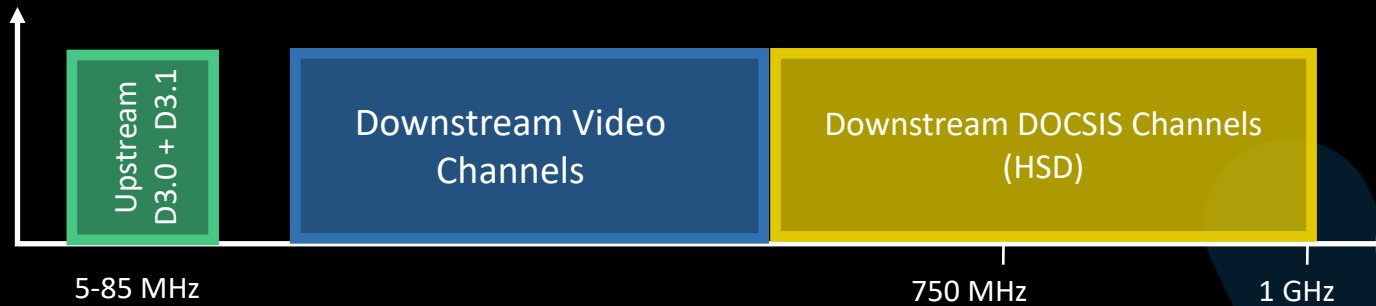 Upstream
D3.0 + D3.1
Downstream Video
Channels
Downstream DOCSIS Channels
(HSD)
5-85 MHz
750 MHz
1 GHz